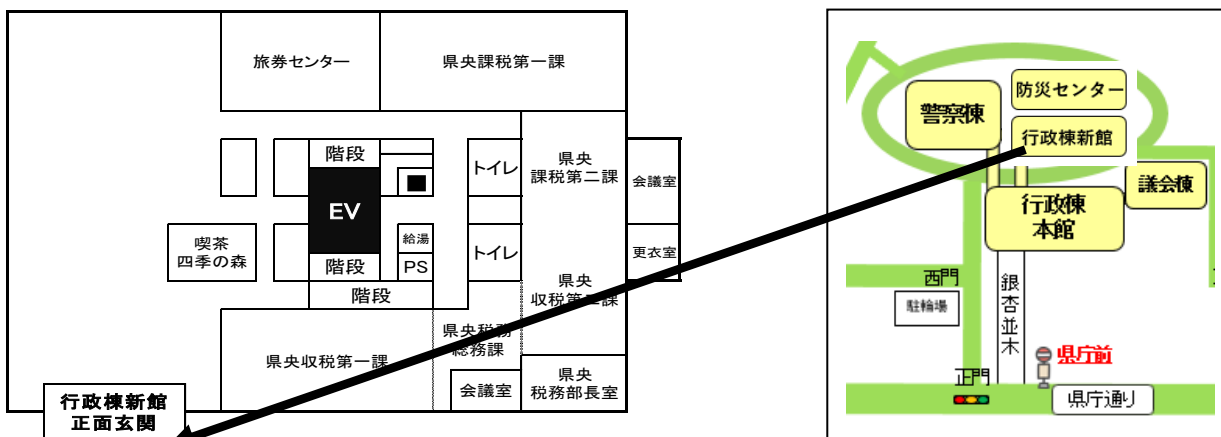 旅券センター
県央課税第一課
階段
トイレ
県央
課税第二課
会議室
EV
喫茶
四季の森
給湯
PS
トイレ
更衣室
階段
階段
県央
収税第二課
県央収税第一課
県央税務
総務課
会議室
県央
税務部長室
行政棟新館
正面玄関
防災センター
警察棟
行政棟新館
議会棟
行政棟
本館
西門
駐輪場
銀杏並木
県庁前
正門
県庁通り